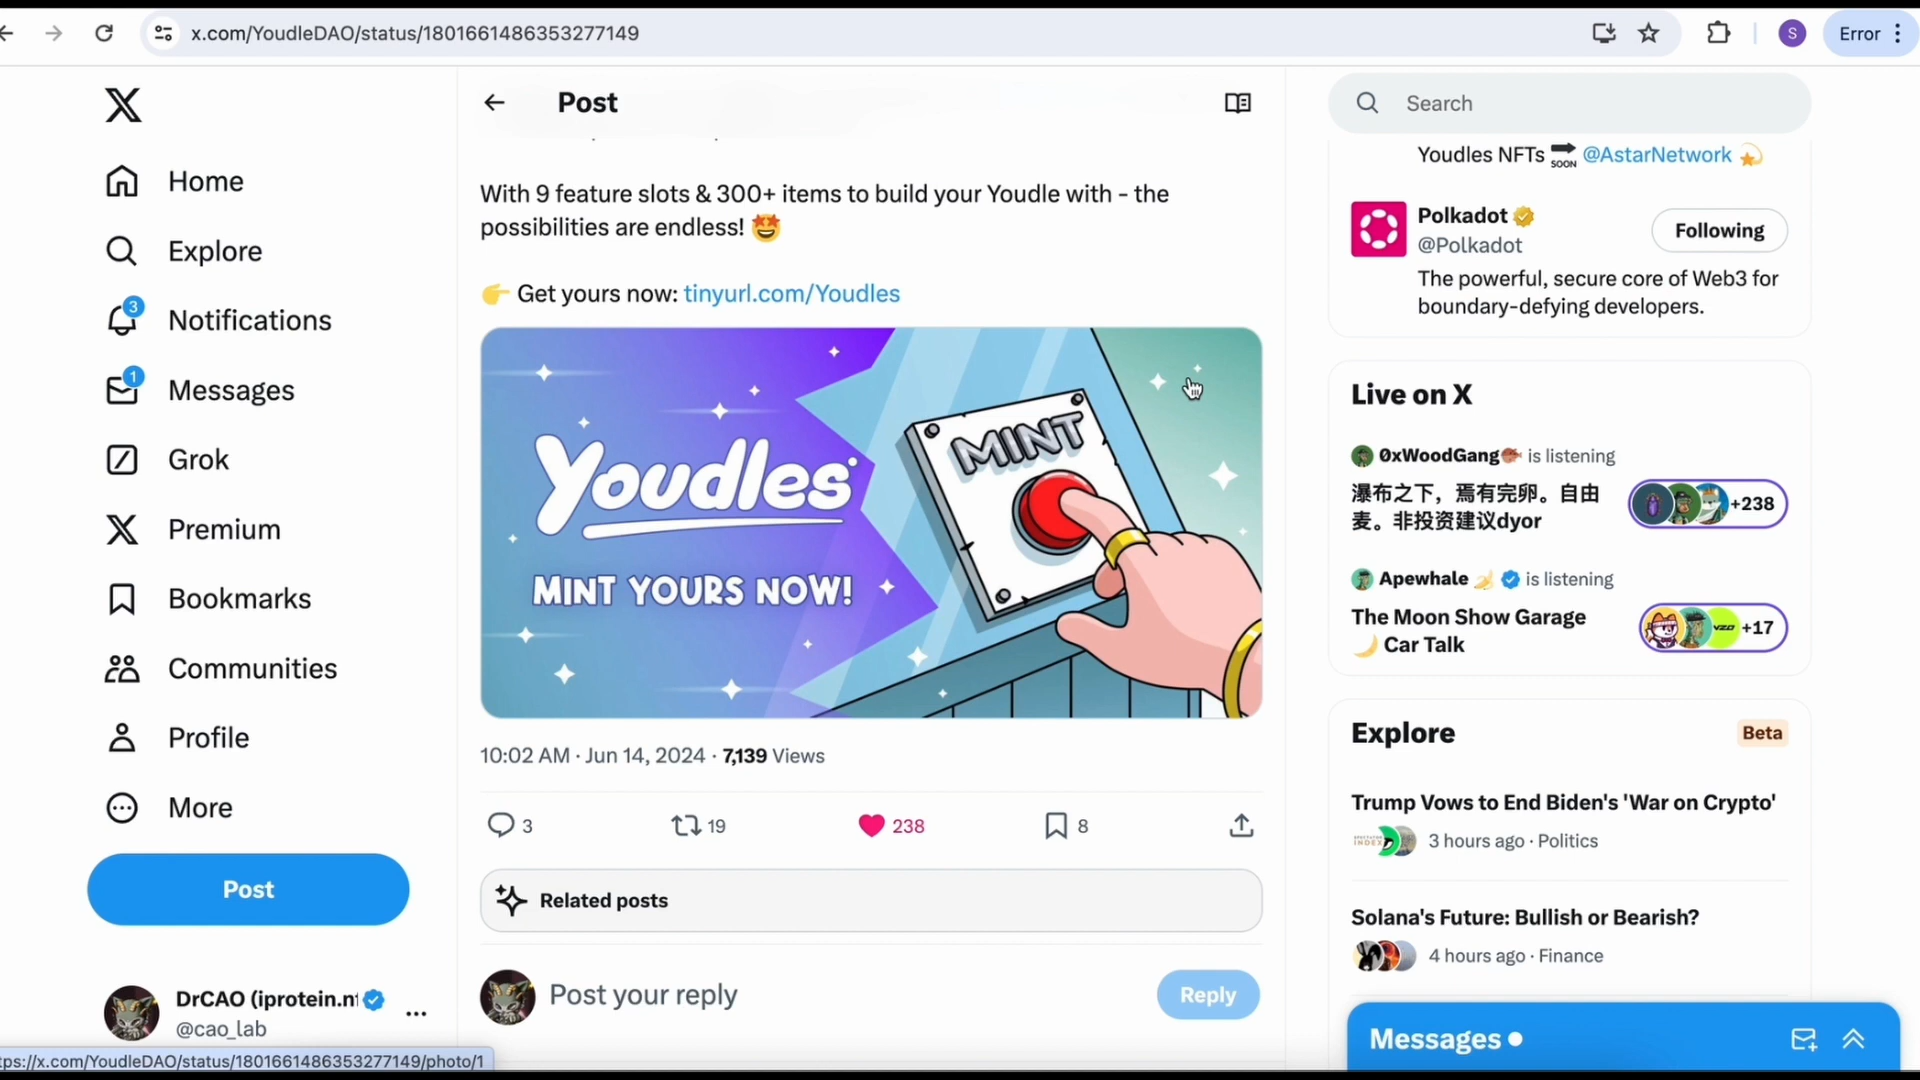 x.com/YoudleDAO/status/1801661486353277149
S
Error
Post
Search
Home
Explore
3
Notifications
1
Messages
Grok
Premium
Bookmarks
Communities
Profile
More
Post
DrCAO (iprotein.n
@cao_lab
With 9 feature slots & 300+ items to build your Youdle with - the
possibilities are endless! 🤩
👉 Get yours now: tinyurl.com/Youdles
Youdles
MINT YOURS NOW!
MINT
10:02 AM · Jun 14, 2024 · 7,139 Views
3
19
238
8
Related posts
Post your reply
Reply
Youdles NFTs 🔜 @AstarNetwork 💫
Polkadot
@Polkadot
Following
The powerful, secure core of Web3 for
boundary-defying developers.
Live on X
0xWoodGang is listening
瀑布之下，焉有完卵。自由
麦。非投资建议dyor
+238
Apewhale 🍌 is listening
The Moon Show Garage
🌙 Car Talk
VZO
+17
Explore
Beta
Trump Vows to End Biden's 'War on Crypto'
INDEX
3 hours ago · Politics
Solana's Future: Bullish or Bearish?
4 hours ago · Finance
Messages
tps://x.com/YoudleDAO/status/1801661486353277149/photo/1